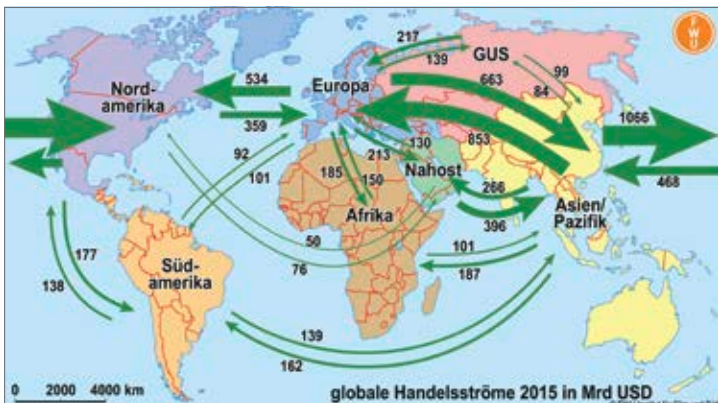 FWU
217
GUS
139
99
84
Nord-
amerika
534
Europa
663
1066
359
92
101
213
130
853
Nahost
185
150
Afrika
266
396
468
Asien/
Pazifik
177
138
Süd-
amerika
50
76
101
187
139
162
0 2000 4000 km
globale Handelsströme 2015 in Mrd USD